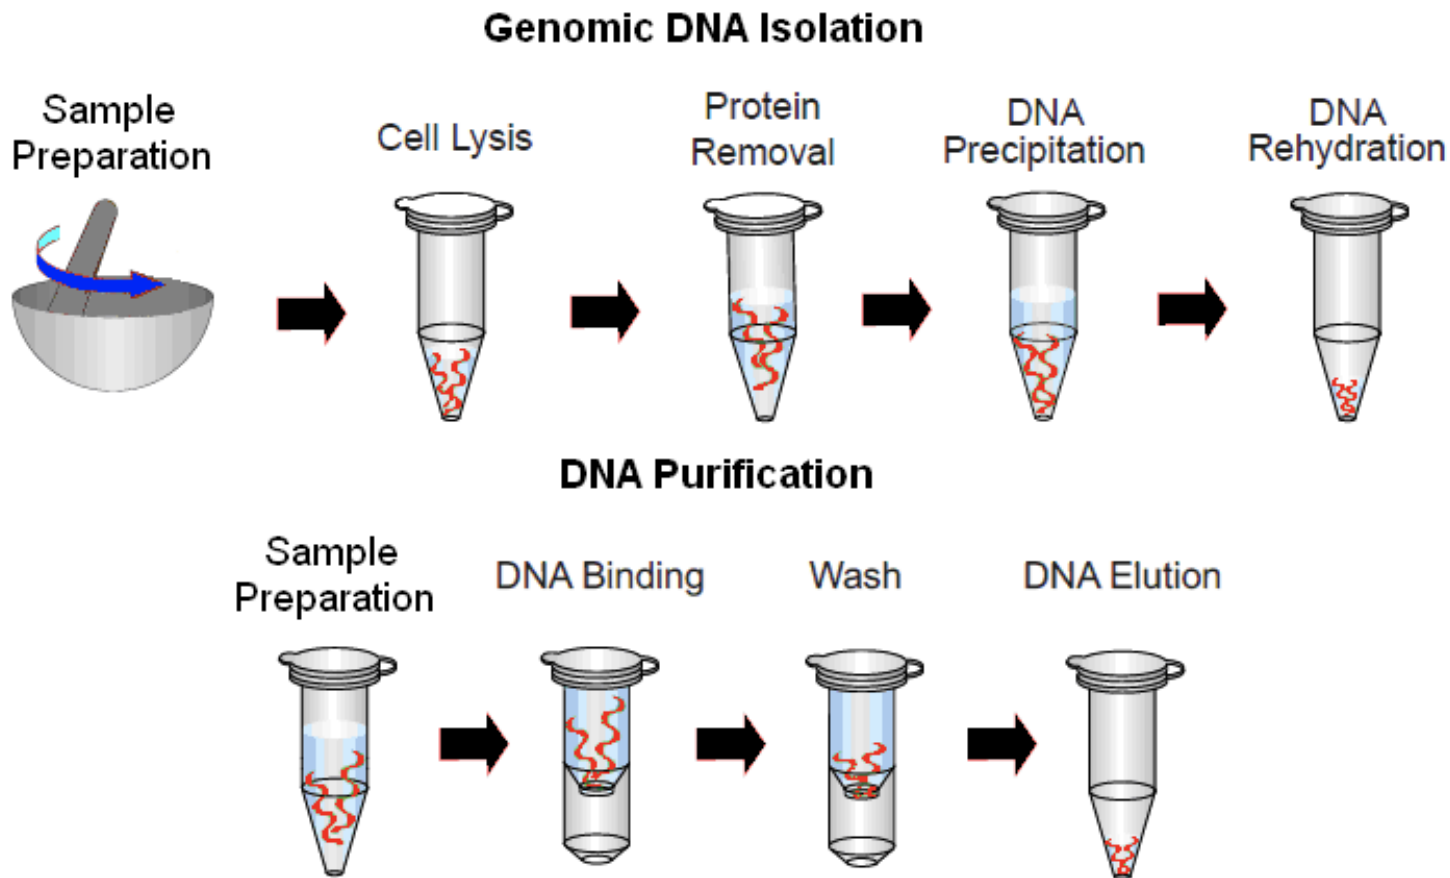 Genomic DNA Isolation
Sample
Preparation
Cell Lysis
Protein
Removal
DNA
Precipitation
DNA
Rehydration
DNA Purification
Sample
Preparation
DNA Binding
Wash
DNA Elution